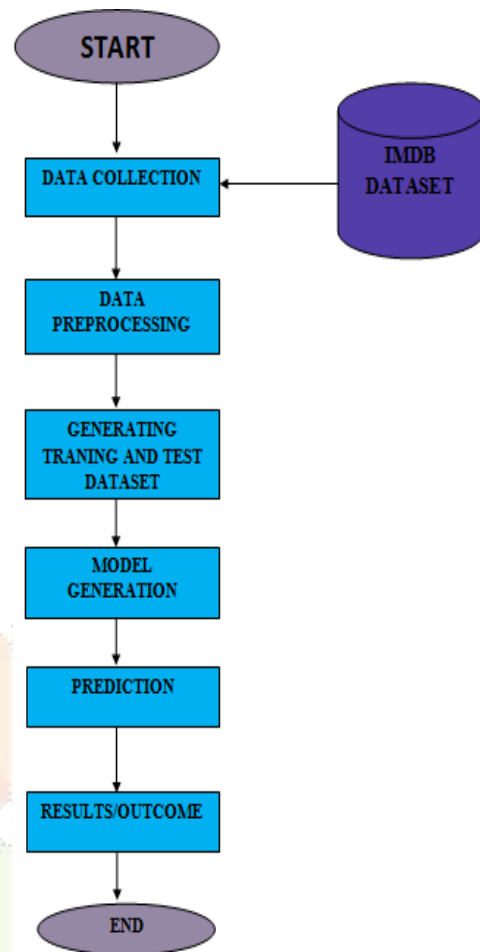 START
DATA COLLECTION
IMDB
DATASET
DATA
PREPROCESSING
GENERATING
TRANING AND TEST
DATASET
MODEL
GENERATION
PREDICTION
RESULTS/OUTCOME
END